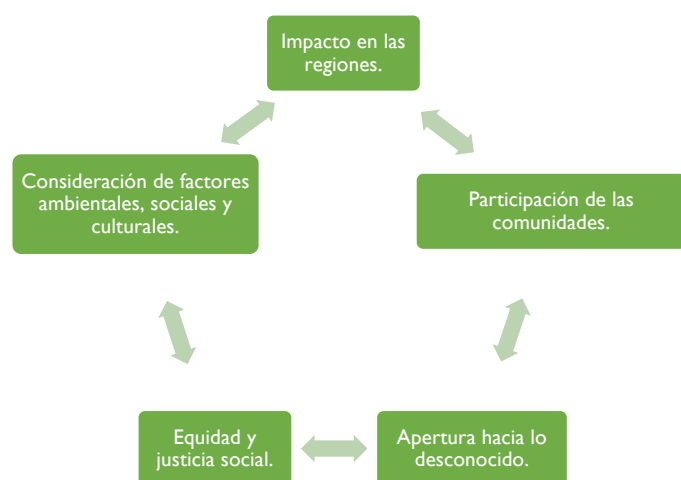 Impacto en las
regiones.
Consideración de factores
ambientales, sociales y
culturales.
Participación de las
comunidades.
Equidad y
justicia social.
Apertura hacia lo
desconocido.